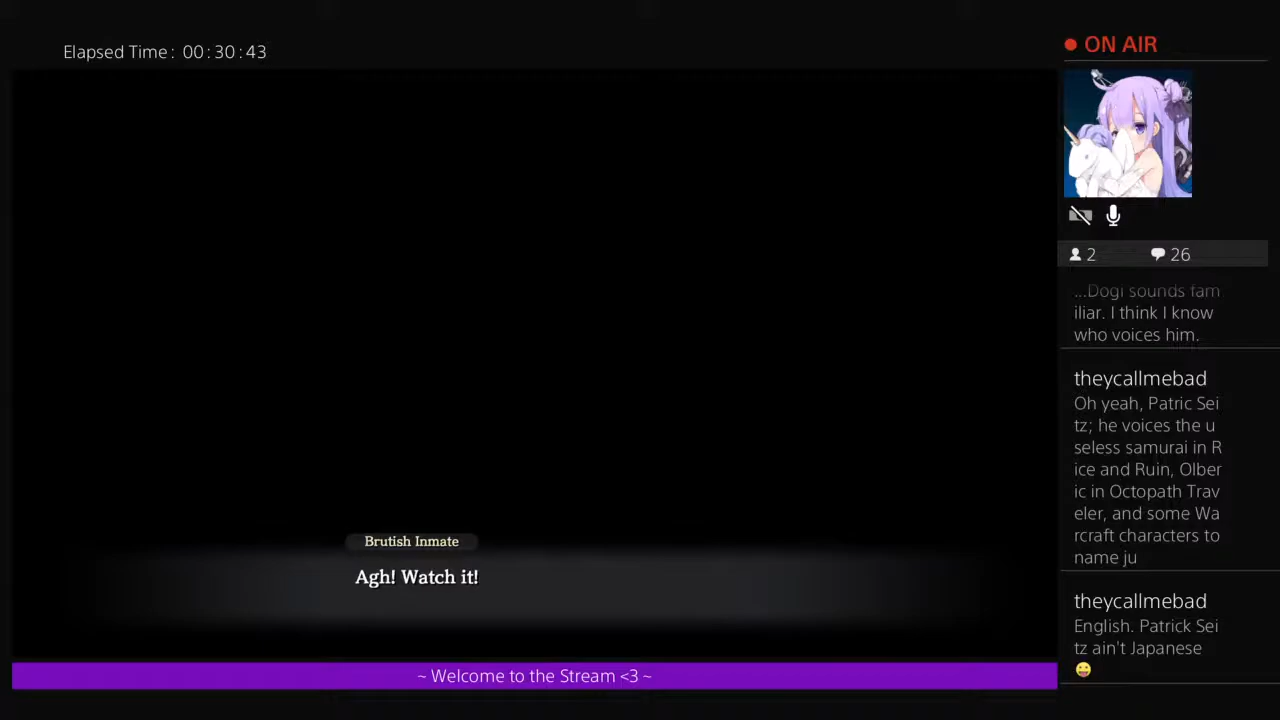 Elapsed Time: 00:30:43
ON AIR
2 26
...Dogi sounds fam
iliar. I think I know
who voices him.
theycallmebad
Oh yeah, Patric Sei
tz; he voices the u
seless samurai in R
ice and Ruin, Olber
ic in Octopath Trav
eler, and some Wa
rcraft characters to
name ju
theycallmebad
English. Patrick Sei
tz ain't Japanese
😀
Brutish Inmate
Agh! Watch it!
~ Welcome to the Stream <3 ~